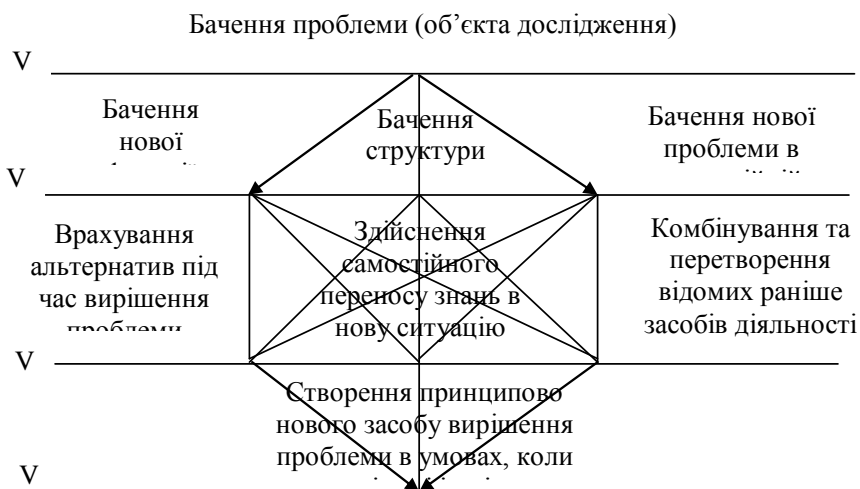 Бачення проблеми (об’єкта дослідження)
V
Бачення
нової
Бачення
структури
Бачення нової
проблеми в
V
Врахування
альтернатив під
час вирішення
проблеми
Здійснення
самостійного
переносу знань в
нову ситуацію
Комбінування та
перетворення
відомих раніше
засобів діяльності
V
Створення принципово
нового засобу вирішення
проблеми в умовах, коли
V